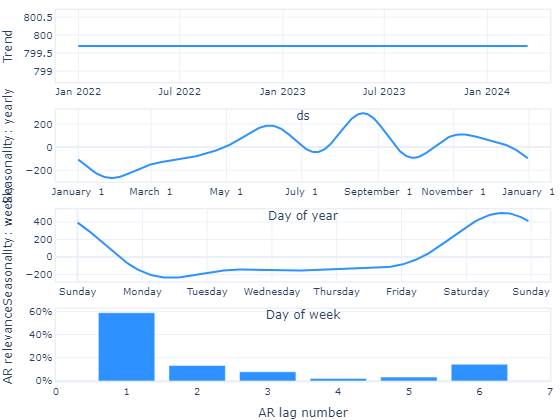 Trend
800.5
800
799.5
799
Jan 2022 Jul 2022 Jan 2023 Jul 2023 Jan 2024
ds
Seasonality: yearly
200
0
−200
January 1 March 1 May 1 July 1 September 1 November 1 January 1
Day of year
Seasonality: weekly
400
200
0
−200
Sunday Monday Tuesday Wednesday Thursday Friday Saturday Sunday
Day of week
AR relevance
60%
40%
20%
0%
0 1 2 3 4 5 6 7
AR lag number